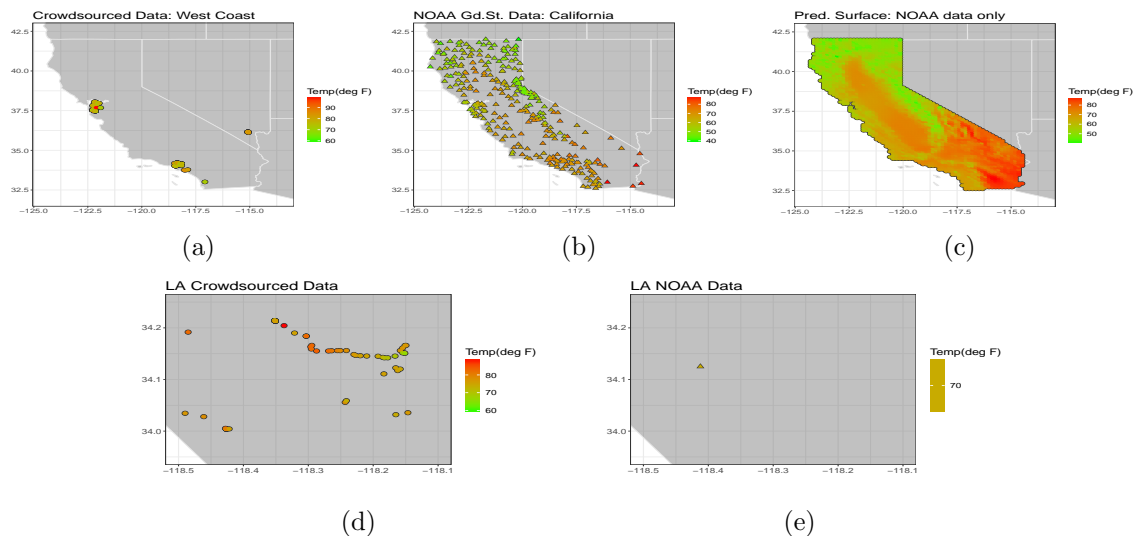 Crowdsourced Data: West Coast
42.5
40.0
37.5
35.0
32.5
−125.0 −122.5 −120.0 −117.5 −115.0
Temp(deg F)
90
80
70
60
(a)
NOAA Gd.St. Data: California
42.5
40.0
37.5
35.0
32.5
−125.0 −122.5 −120.0 −117.5 −115.0
Temp(deg F)
80
70
60
50
40
(b)
Pred. Surface: NOAA data only
42.5
40.0
37.5
35.0
32.5
−125.0 −122.5 −120.0 −117.5 −115.0
Temp(deg F)
80
70
60
50
(c)
LA Crowdsourced Data
34.2
34.1
34.0
−118.5 −118.4 −118.3 −118.2 −118.1
Temp(deg F)
80
70
60
(d)
LA NOAA Data
34.2
34.1
34.0
−118.5 −118.4 −118.3 −118.2 −118.1
Temp(deg F)
70
(e)